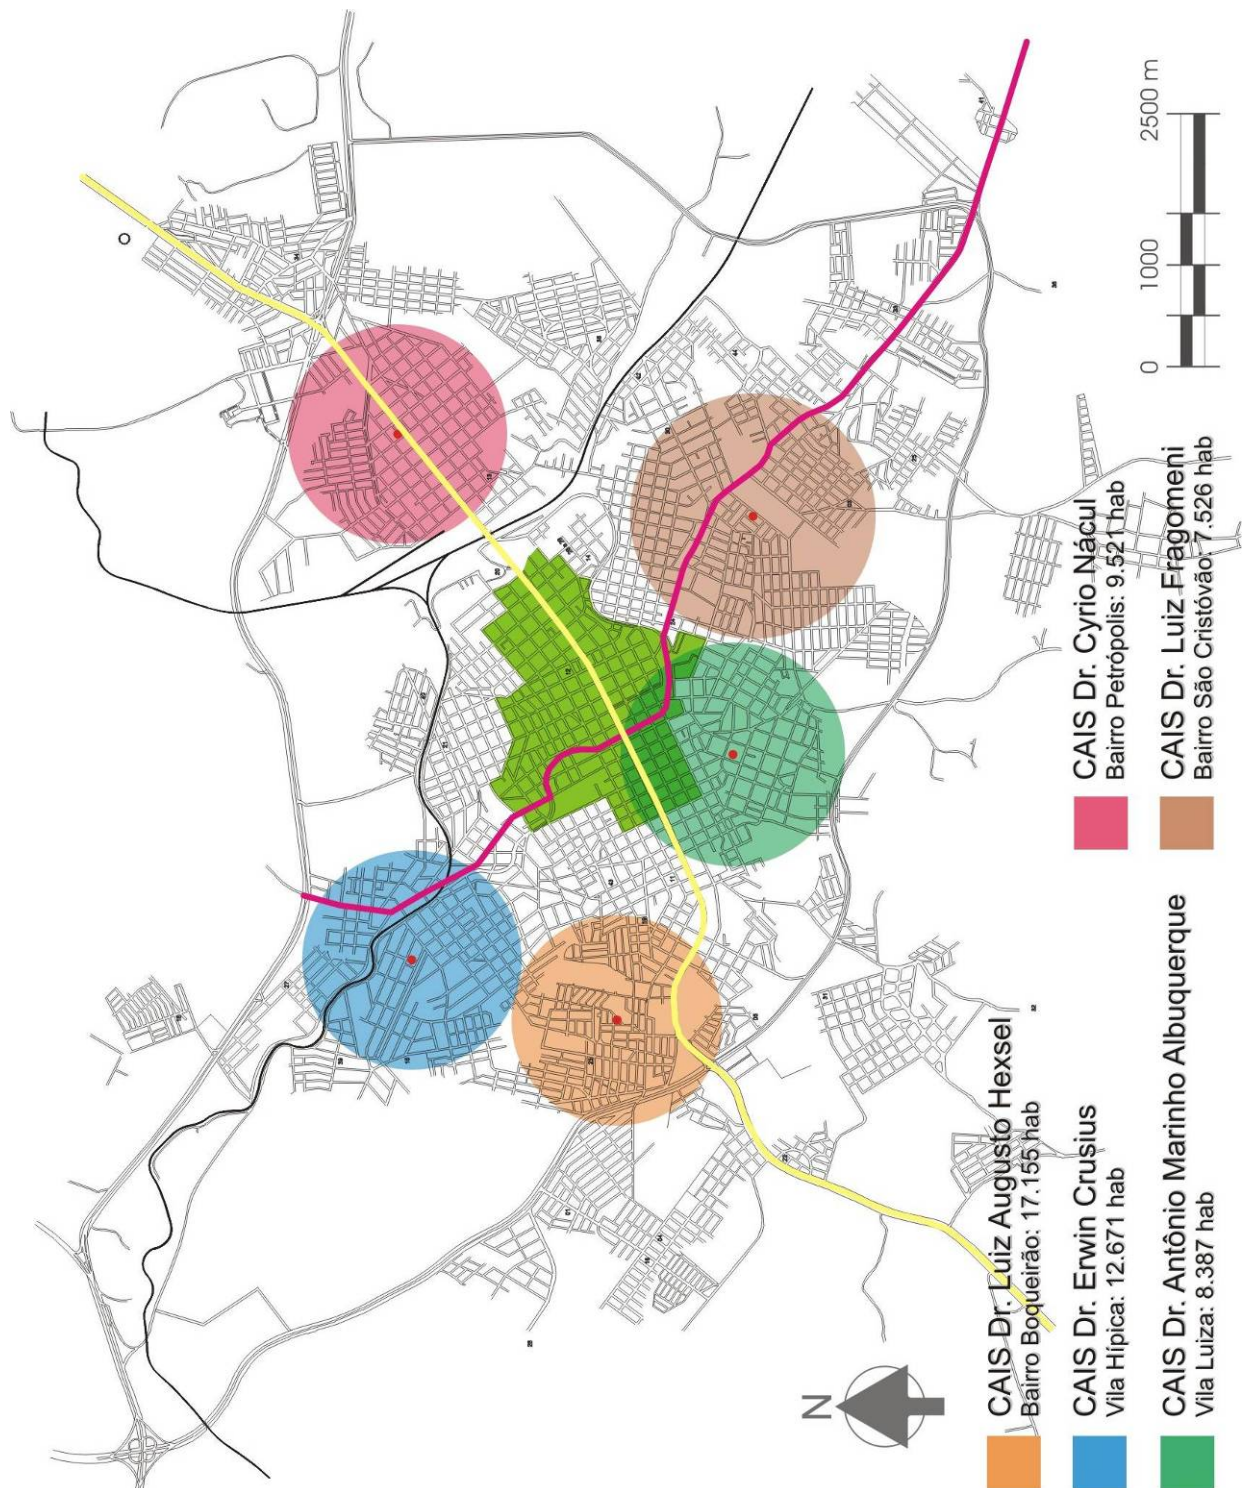 N
CAIS Dr. Luiz Augusto Hexsel
Bairro Boqueirão: 17.155 hab
CAIS Dr. Erwin Crusius
Vila Hípica: 12.671 hab
CAIS Dr. Antônio Marinho Albuquerque
Vila Luiza: 8.387 hab
CAIS Dr. Cyrio Nácul
Bairro Petrópolis: 9.521 hab
CAIS Dr. Luiz Fragomeni
Bairro São Cristóvão: 7.526 hab
0 1000 2500 m